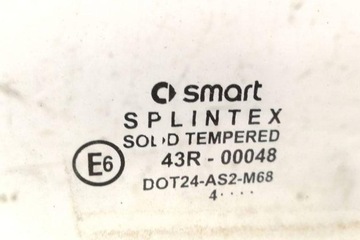 smart
SPLINTEX
SOLID TEMPERED
E6
43R - 00048
DOT24-AS2-M68
4····